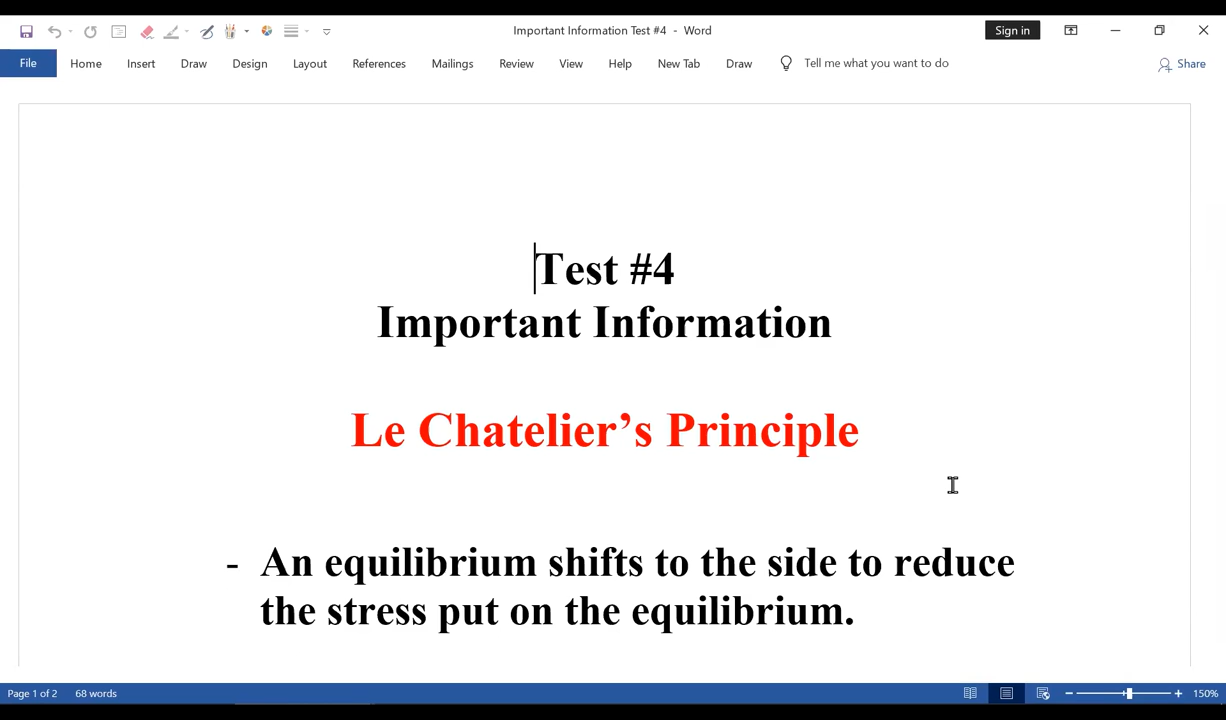 Important Information Test #4 - Word
Sign in
File Home Insert Draw Design Layout References Mailings Review View Help New Tab Draw Tell me what you want to do Share
Test #4
Important Information
Le Chatelier’s Principle
- An equilibrium shifts to the side to reduce
the stress put on the equilibrium.
Page 1 of 2 68 words 150%